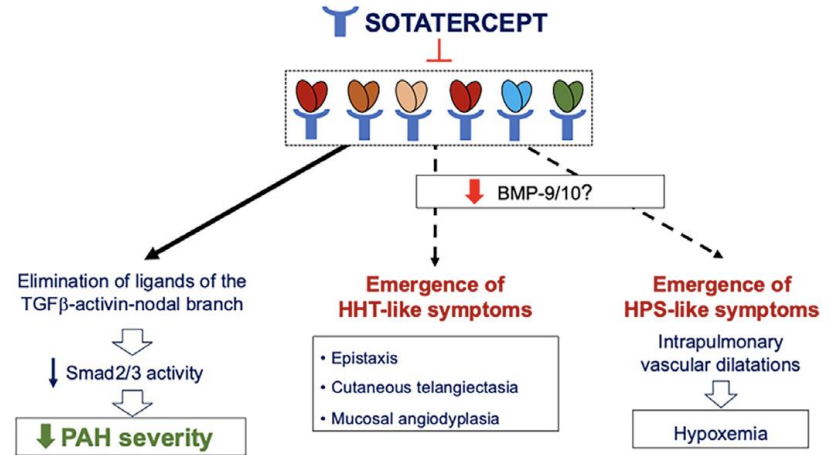 SOTATERCEPT
BMP-9/10?
Elimination of ligands of the
TGFβ-activin-nodal branch
Smad2/3 activity
PAH severity
Emergence of
HHT-like symptoms
• Epistaxis
• Cutaneous telangiectasia
• Mucosal angiodyplasia
Emergence of
HPS-like symptoms
Intrapulmonary
vascular dilatations
Hypoxemia